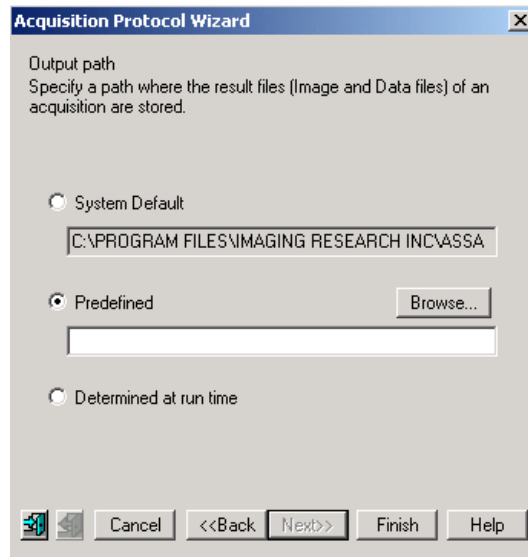 Acquisition Protocol Wizard
Output path
Specify a path where the result files (Image and Data files) of an
acquisition are stored.
System Default
C:\PROGRAM FILES\IMAGING RESEARCH INC\ASSA
Predefined
Browse...
Determined at run time
Cancel <<Back Next>> Finish Help